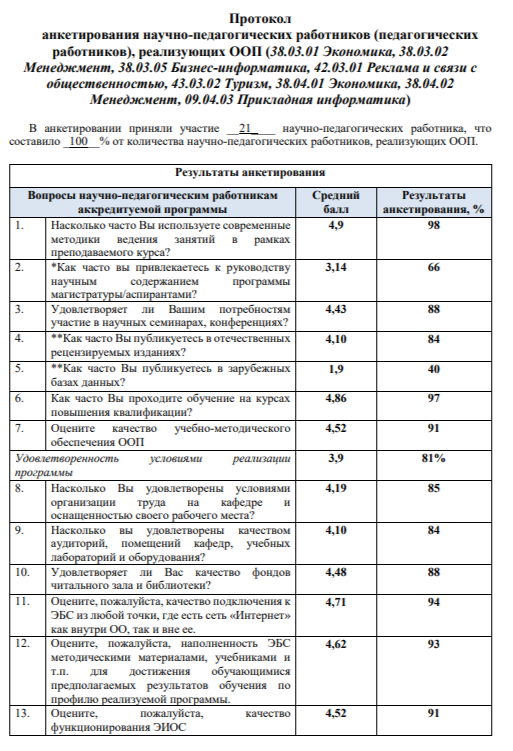 Протокол
анкетирования научно-педагогических работников (педагогических
работников), реализующих ООП (38.03.01 Экономика, 38.03.02
Менеджмент, 38.03.05 Бизнес-информатика, 42.03.01 Реклама и связи с
общественностью, 43.03.02 Туризм, 38.04.01 Экономика, 38.04.02
Менеджмент, 09.04.03 Прикладная информатика)
В анкетировании приняли участие __21__ научно-педагогических работника, что
составило _100__% от количества научно-педагогических работников, реализующих ООП.
Результаты анкетирования
Вопросы научно-педагогическим работникам Средний Результаты
аккредитуемой программы балл анкетирования, %
1. Насколько часто Вы используете современные 4,9 98
методики ведения занятий в рамках
преподаваемого курса?
2. *Как часто вы привлекаетесь к руководству 3,14 66
научным содержанием программы
магистратуры/аспирантами?
3. Удовлетворяет ли Вашим потребностям 4,43 88
участие в научных семинарах, конференциях?
4. **Как часто Вы публикуетесь в отечественных 4,10 84
рецензируемых изданиях?
5. **Как часто Вы публикуетесь в зарубежных 1,9 40
базах данных?
6. Как часто Вы проходите обучение на курсах 4,86 97
повышения квалификации?
7. Оцените качество учебно-методического 4,52 91
обеспечения ООП
Удовлетворенность условиями реализации 3,9 81%
программы
8. Насколько Вы удовлетворены условиями 4,19 85
организации труда на кафедре и
оснащенностью своего рабочего места?
9. Насколько вы удовлетворены качеством 4,10 84
аудиторий, помещений кафедр, учебных
лабораторий и оборудования?
10. Удовлетворяет ли Вас качество фондов 4,48 88
читального зала и библиотеки?
11. Оцените, пожалуйста, качество подключения к 4,71 94
ЭБС из любой точки, где есть сеть «Интернет»
как внутри ОО, так и вне ее.
12. Оцените, пожалуйста, наполненность ЭБС 4,62 93
методическими материалами, учебниками и
т.п. для достижения обучающимися
предполагаемых результатов обучения по
профилю реализуемой программы.
13. Оцените, пожалуйста, качество 4,52 91
функционирования ЭИОС